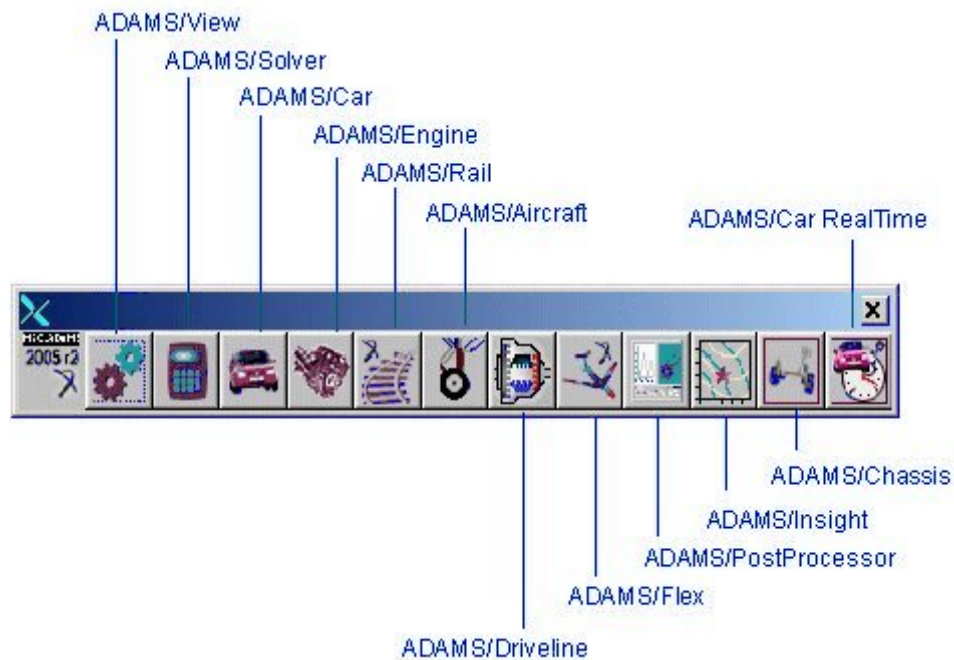 ADAMS/View
ADAMS/Solver
ADAMS/Car
ADAMS/Engine
ADAMS/Rail
ADAMS/Aircraft
ADAMS/Car RealTime
2005 r2
ADAMS/Chassis
ADAMS/Insight
ADAMS/PostProcessor
ADAMS/Flex
ADAMS/Driveline